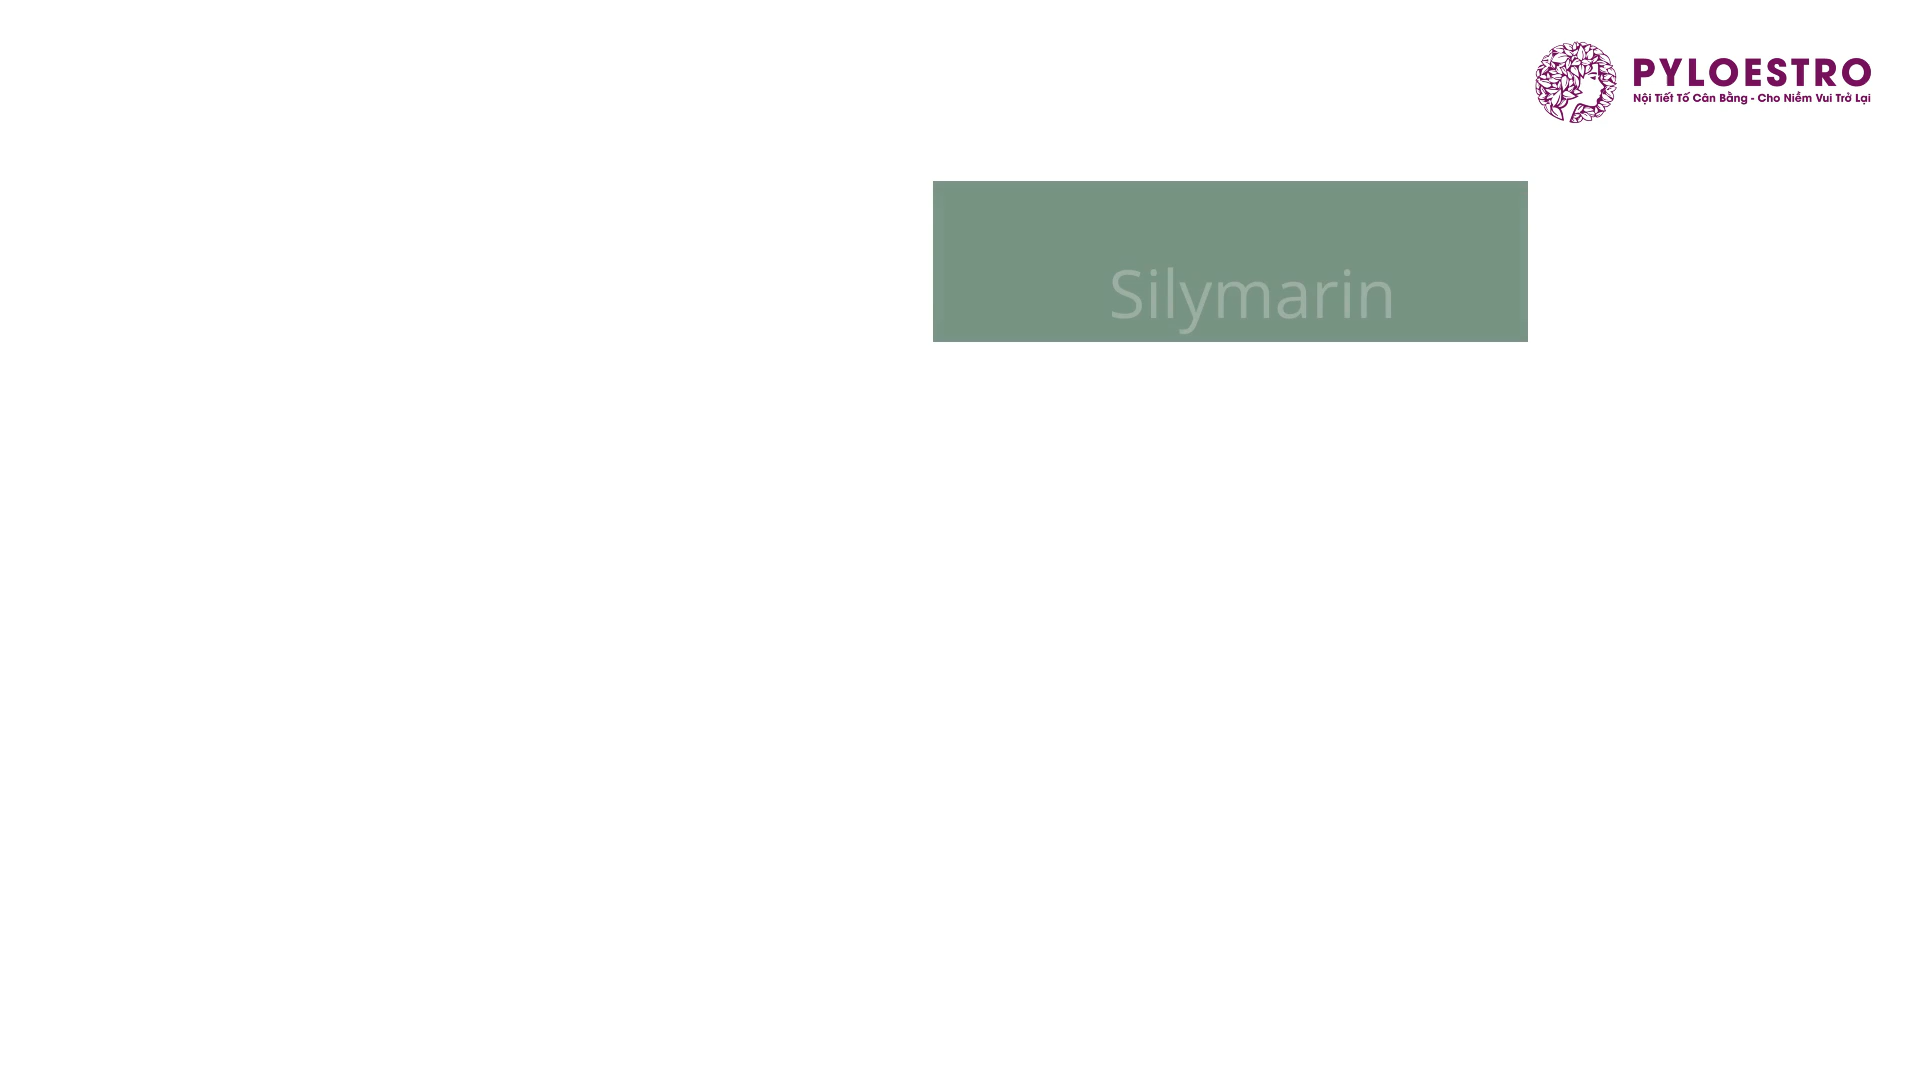 PYLOESTRO
Nội Tiết Tố Cân Bằng - Cho Niềm Vui Trở Lại
Silymarin